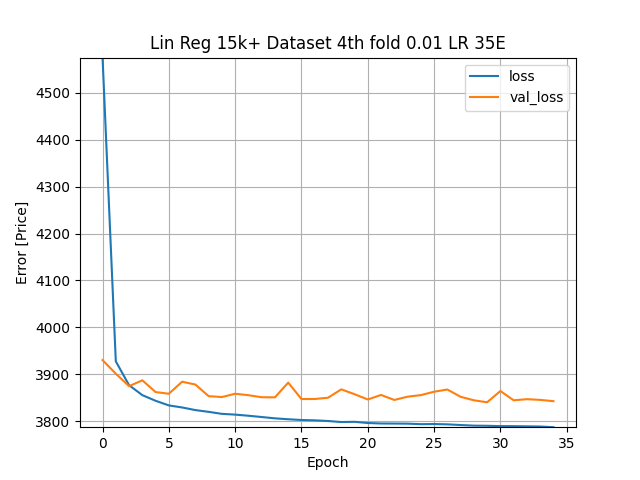 Lin Reg 15k+ Dataset 4th fold 0.01 LR 35E
loss
val_loss
4500
4400
4300
4200
4100
4000
3900
3800
Error [Price]
0 5 10 15 20 25 30 35
Epoch